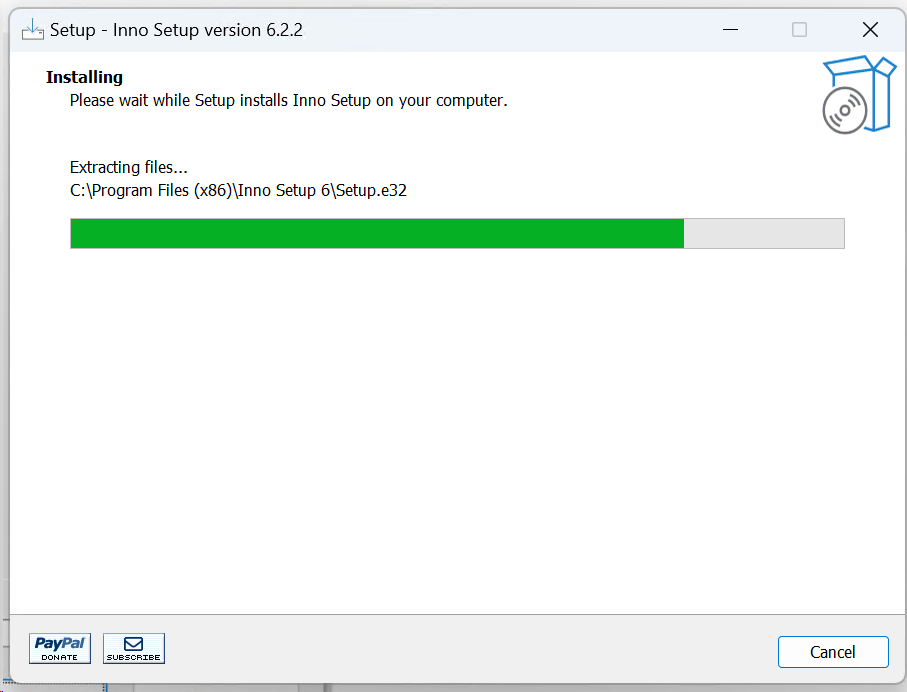 Setup - Inno Setup version 6.2.2
Installing
Please wait while Setup installs Inno Setup on your computer.
Extracting files...
C:\Program Files (x86)\Inno Setup 6\Setup.e32
PayPal
DONATE
SUBSCRIBE
Cancel